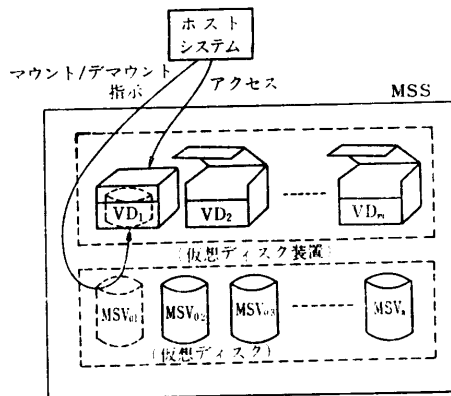 ホスト
システム
マウント/デマウント
指示
アクセス
MSS
VD1
VD2
VDm
(仮想ディスク装置)
MSV01
MSV02
MSV03
MSVn
(仮想ディスク)